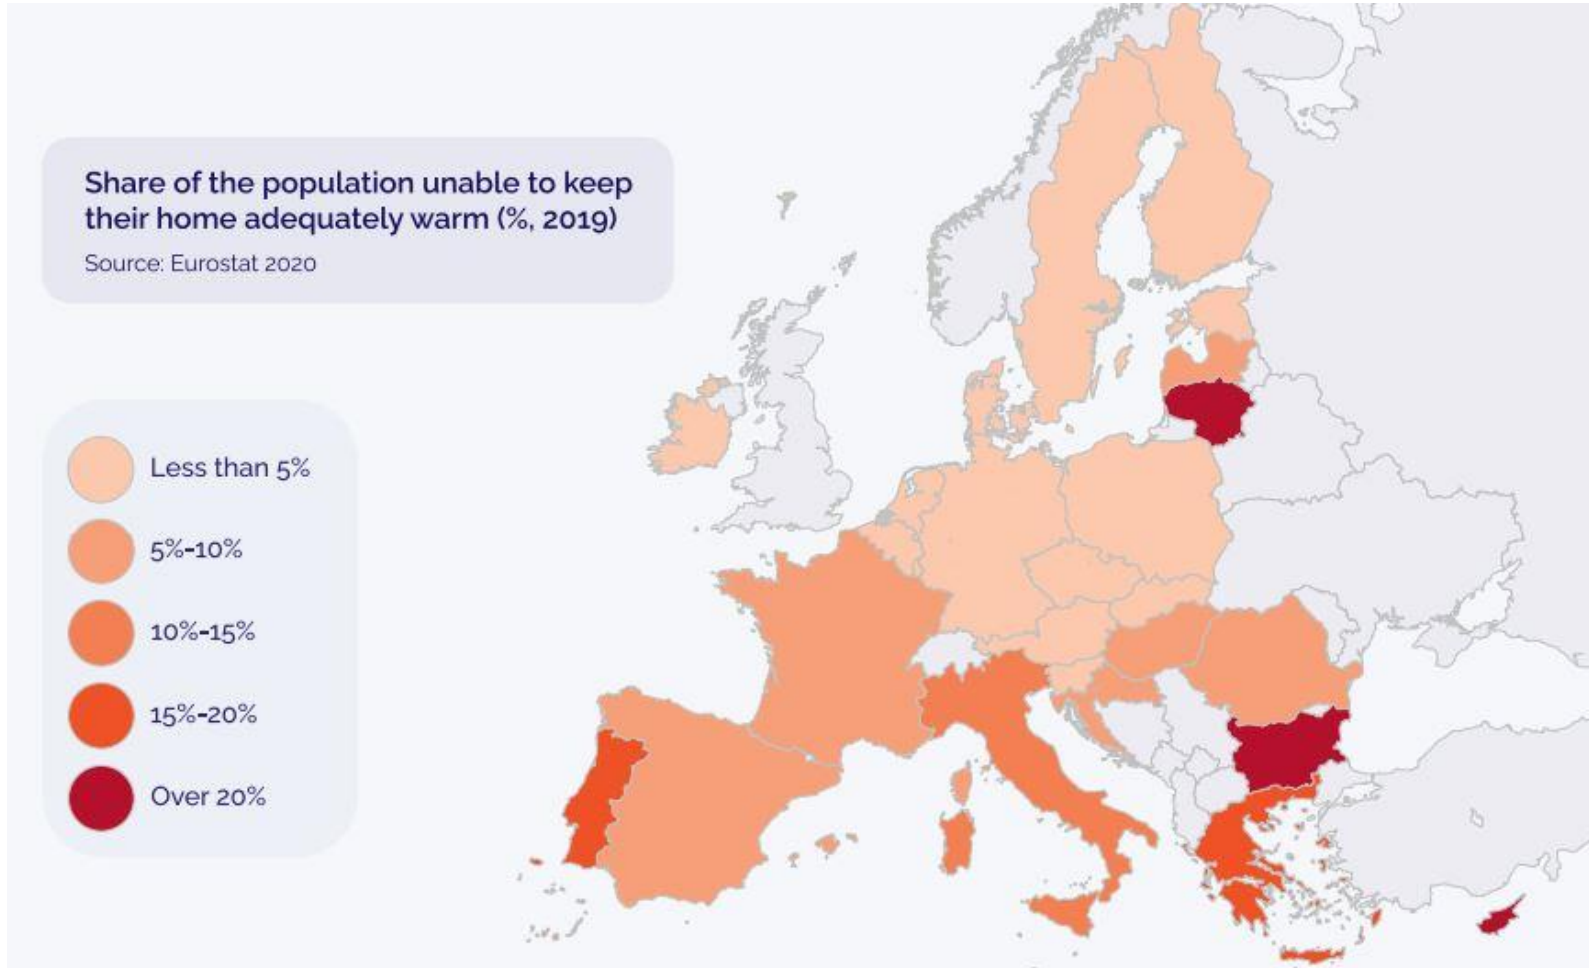 Share of the population unable to keep
their home adequately warm (%, 2019)
Source: Eurostat 2020
Less than 5%
5%-10%
10%-15%
15%-20%
Over 20%